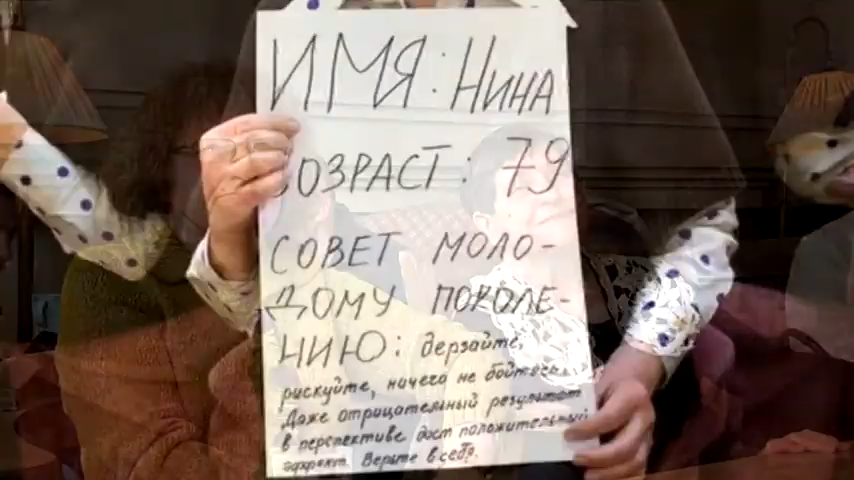 ИМЯ: НИНА
ВОЗРАСТ: 79
СОВЕТ МОЛО-
ДОМУ ПОКОЛЕ-
НИЮ: дерзайте,
рискуйте, ничего не бойтесь.
Даже отрицательный результат
в перспективе даст положительный
эффект. Верьте в себя.